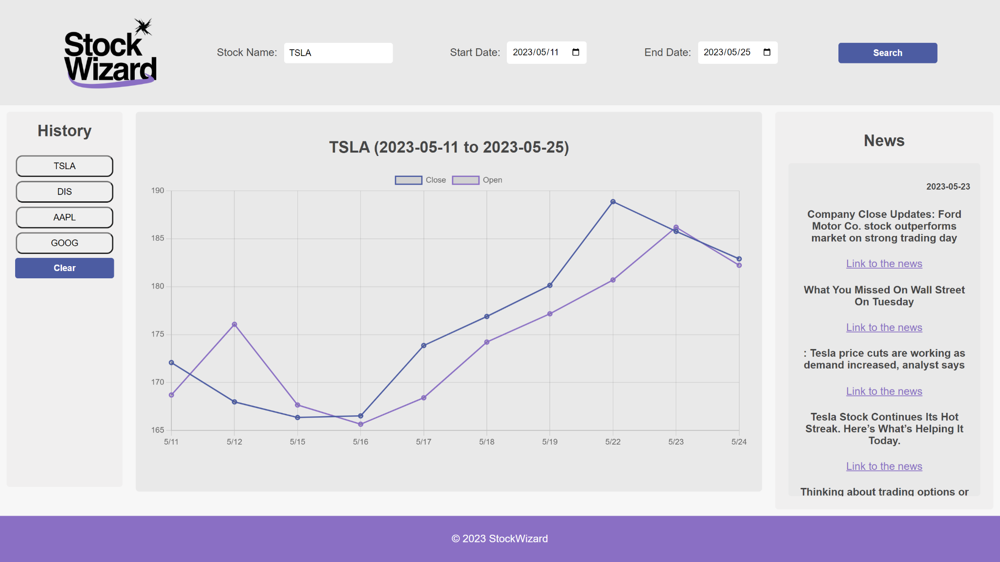 Stock
Wizard
Stock Name: TSLA
Start Date: 2023/05/11
End Date: 2023/05/25
Search
History
TSLA
DIS
AAPL
GOOG
Clear
TSLA (2023-05-11 to 2023-05-25)
Close Open
190
185
180
175
170
165
5/11 5/12 5/15 5/16 5/17 5/18 5/19 5/22 5/23 5/24
News
2023-05-23
Company Close Updates: Ford
Motor Co. stock outperforms
market on strong trading day
Link to the news
What You Missed On Wall Street
On Tuesday
Link to the news
: Tesla price cuts are working as
demand increased, analyst says
Link to the news
Tesla Stock Continues Its Hot
Streak. Here’s What’s Helping It
Today.
Link to the news
Thinking about trading options or
© 2023 StockWizard